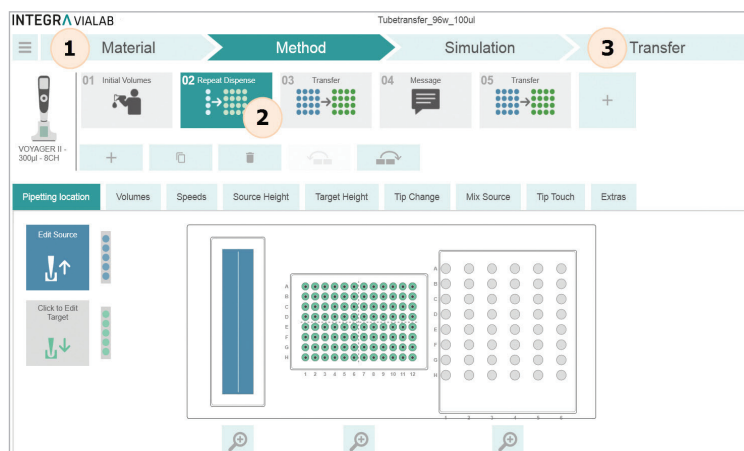 INTEGRA VIALAB
Tubetransfer_96w_100ul
1 Material
Method
Simulation
3 Transfer
01 Initial Volumes
02 Repeat Dispense
03 Transfer
04 Message
05 Transfer
2
+
VOYAGER II -
300µl - 8CH
+
Pipetting location
Volumes
Speeds
Source Height
Target Height
Tip Change
Mix Source
Tip Touch
Extras
Edit Source
Click to Edit
Target
A
B
C
D
E
F
G
H
1 2 3 4 5 6 7 8 9 10 11 12
A
B
C
D
E
F
G
H